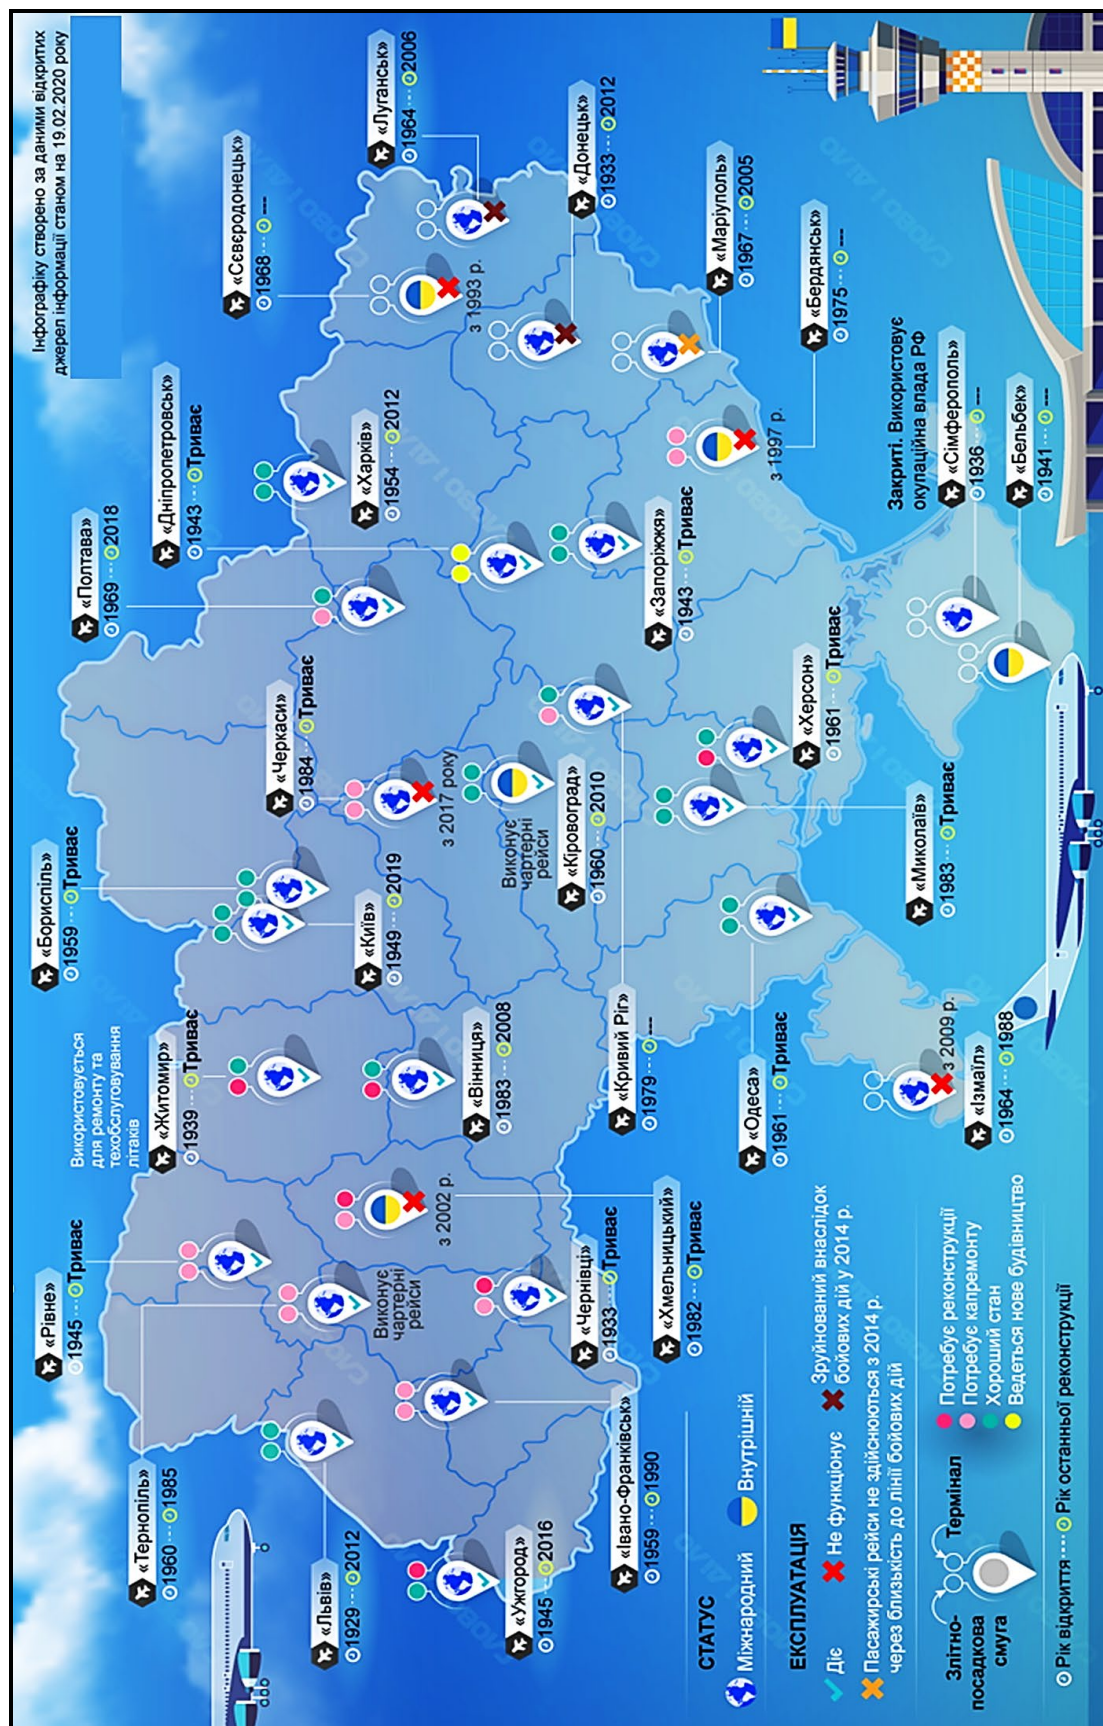 Інфографіку створено за даними відкритих
джерел інформації станом на 19.02.2020 року
«Рівне»
1945 ---- Триває
«Тернопіль»
1960 ---- 1985
«Львів»
1929 ---- 2012
«Ужгород»
1945 ---- 2016
«Івано-Франківськ»
1959 ---- 1990
Виконує
чартерні
рейси
«Чернівці»
1933 ---- Триває
«Хмельницький»
1982 ---- Триває
з 2002 р.
Використовується
для ремонту та
техобслуговування
літаків
«Житомир»
1939 ---- Триває
«Вінниця»
1983 ---- 2008
«Бориспіль»
1959 ---- Триває
«Київ»
1949 ---- 2019
«Черкаси»
1984 ---- Триває
з 2017 року
Виконує
чартерні
рейси
«Кіровоград»
1960 ---- 2010
«Кривий Ріг»
1979 ---- ---
«Одеса»
1961 ---- Триває
з 2009 р.
«Ізмаїл»
1964 ---- 1988
«Миколаїв»
1983 ---- Триває
«Херсон»
1961 ---- Триває
«Полтава»
1969 ---- 2018
«Дніпропетровськ»
1943 ---- Триває
«Харків»
1954 ---- 2012
«Запоріжжя»
1943 ---- Триває
«Сєвєродонецьк»
1968 ---- ---
з 1993 р.
«Луганськ»
1964 ---- 2006
«Донецьк»
1933 ---- 2012
«Маріуполь»
1967 ---- 2005
«Бердянськ»
1975 ---- ---
з 1997 р.
Закриті. Використовує
окупаційна влада РФ
«Сімферополь»
1936 ---- ---
«Бельбек»
1941 ---- ---
СТАТУС
Міжнародний
Внутрішній
ЕКСПЛУАТАЦІЯ
Діє
Не функціонує
Зруйнований внаслідок
бойових дій у 2014 р.
Пасажирські рейси не здійснюються з 2014 р.
через близькість до лінії бойових дій
Злітно-
посадкова
смуга
Термінал
Потребує реконструкції
Потребує капремонту
Хороший стан
Ведеться нове будівництво
Рік відкриття ---- Рік останньої реконструкції